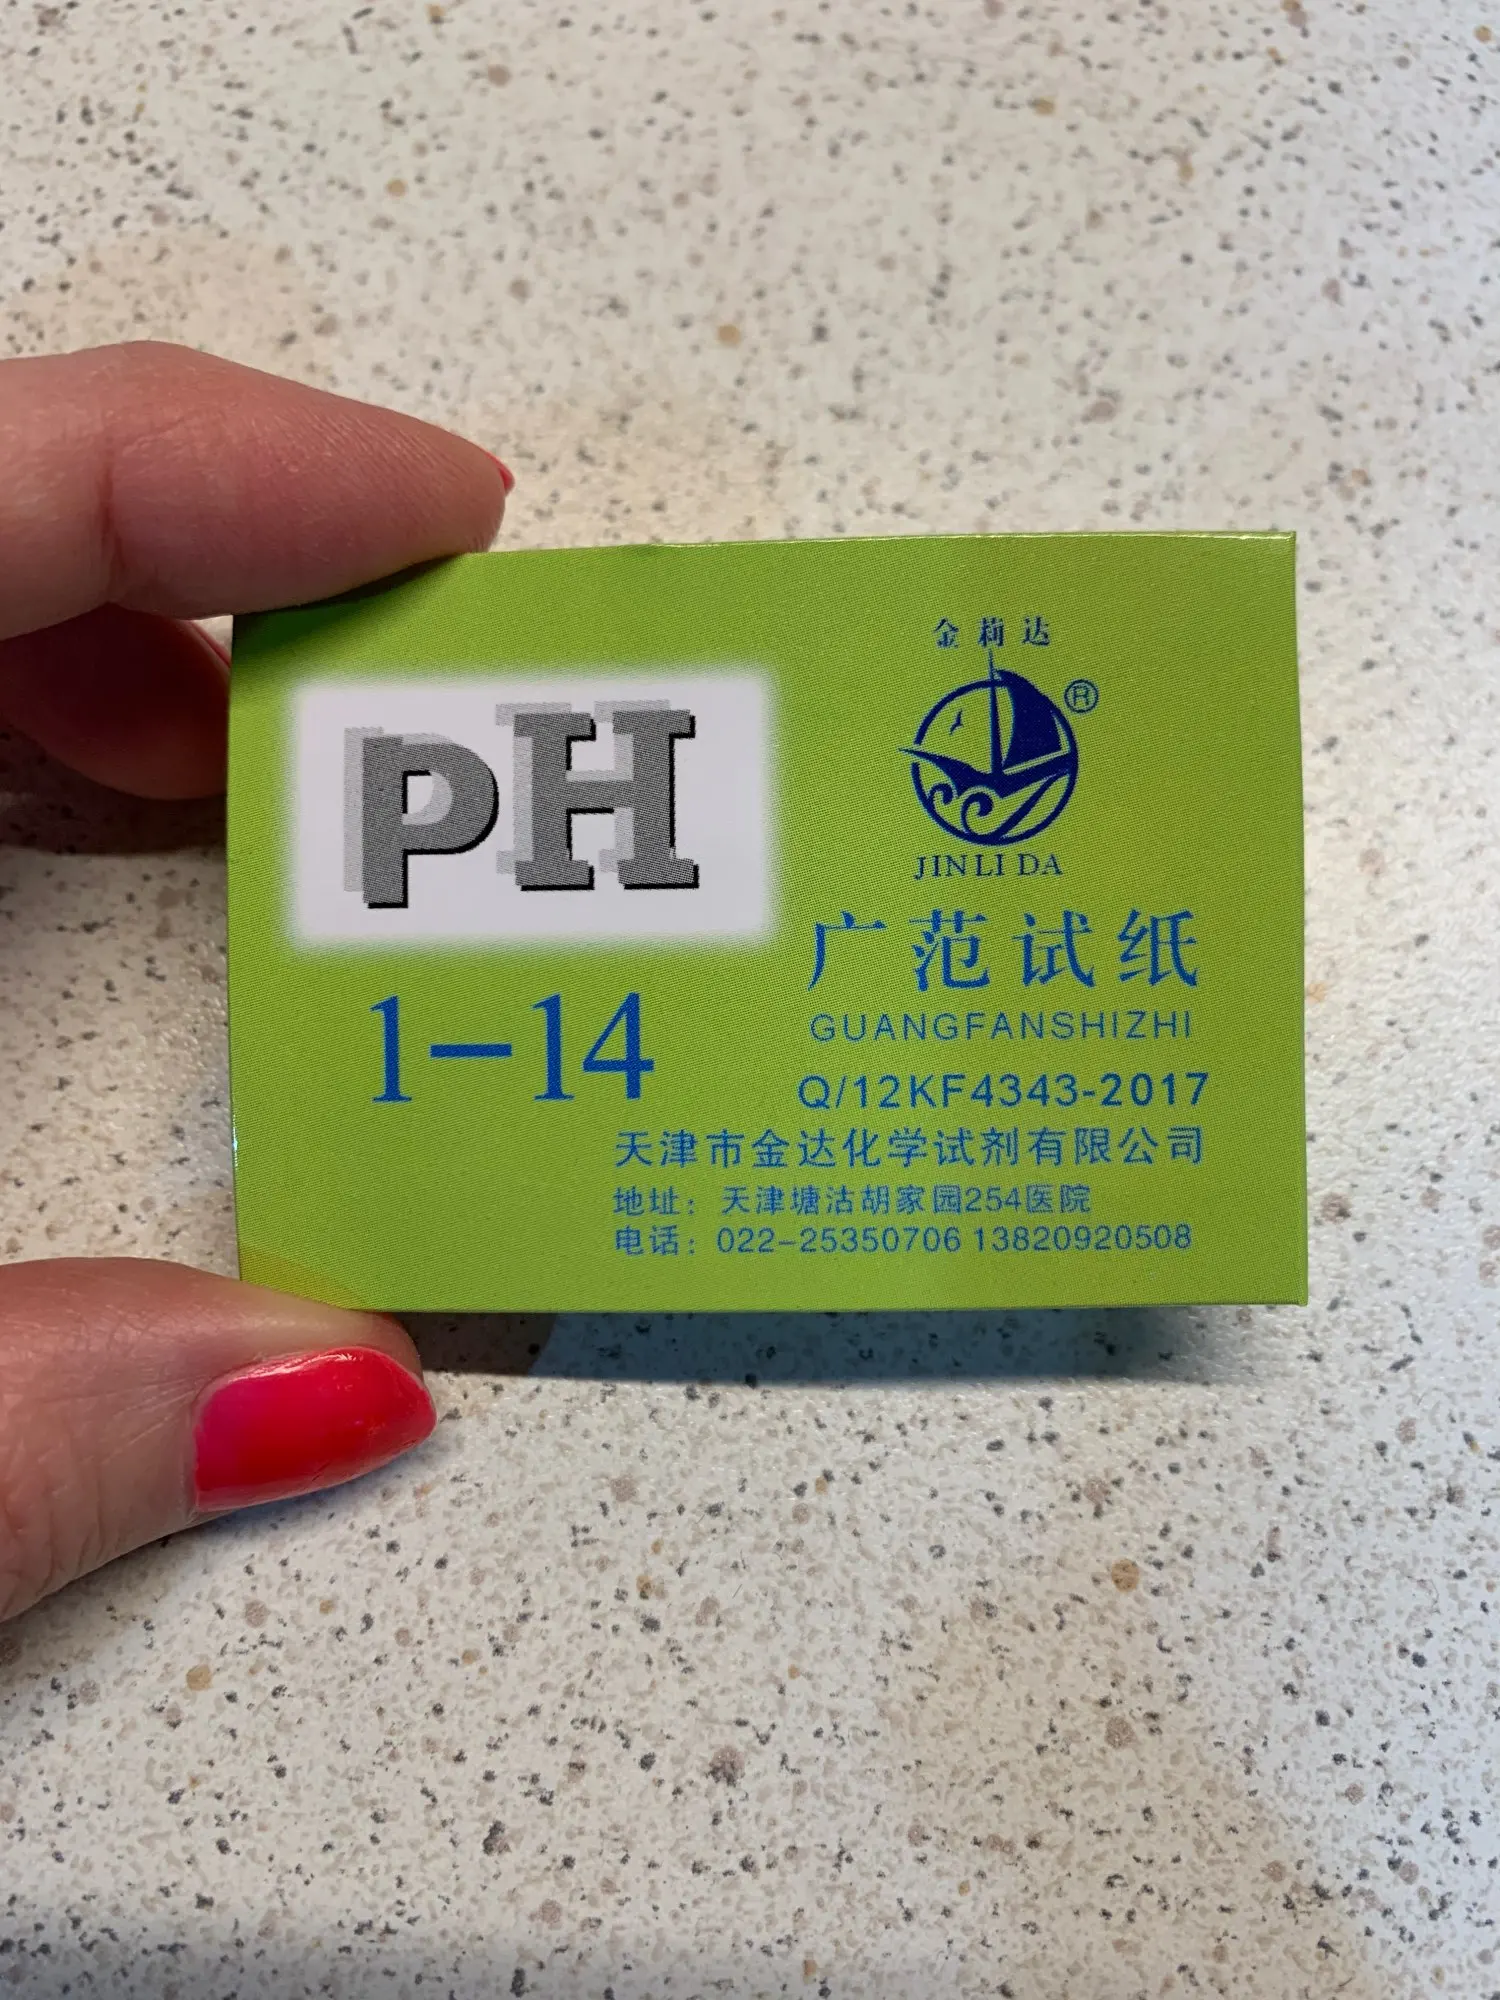 pH
1-14
金莉达
®
JINLI DA
广范试纸
GUANGFANSHIZHI
Q/12KF4343-2017
天津市金达化学试剂有限公司
地址：天津塘沽胡家园254医院
电话：022-25350706 13820920508